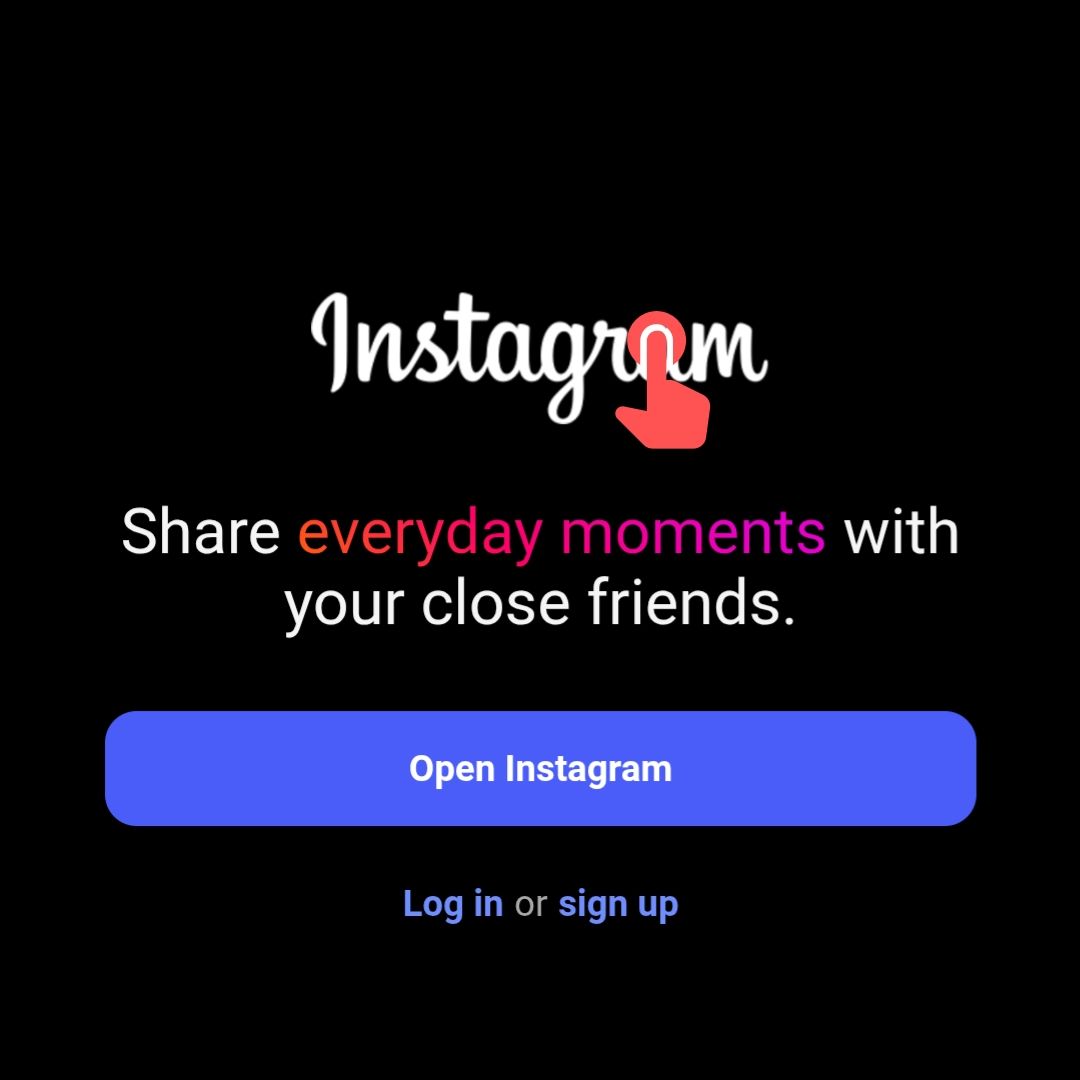 Instagram
Share everyday moments with
your close friends.
Open Instagram
Log in or sign up